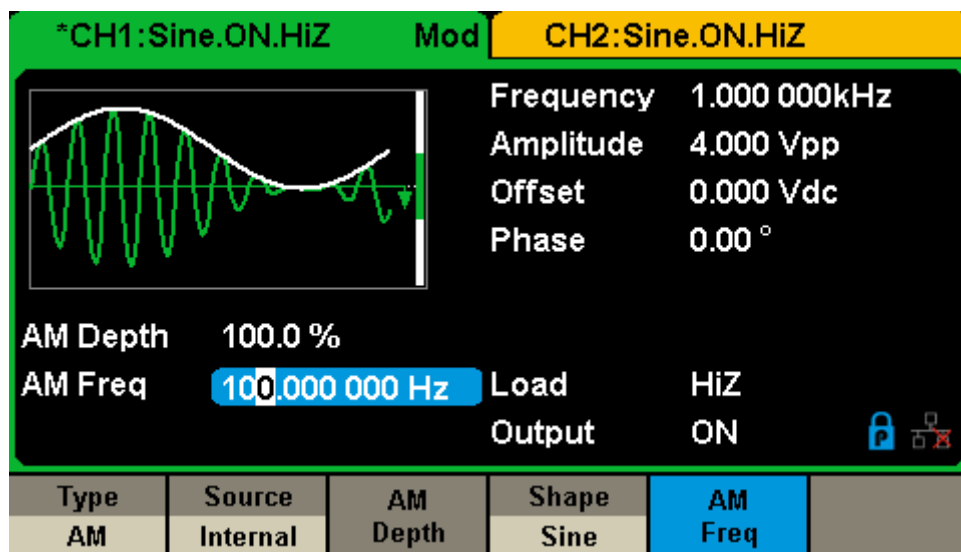 *CH1:Sine.ON.HiZ Mod CH2:Sine.ON.HiZ
Frequency 1.000 000kHz
Amplitude 4.000 Vpp
Offset 0.000 Vdc
Phase 0.00 °
AM Depth 100.0 %
AM Freq 100.000 000 Hz Load HiZ
Output ON
P
Type Source AM Shape AM
AM Internal Depth Sine Freq